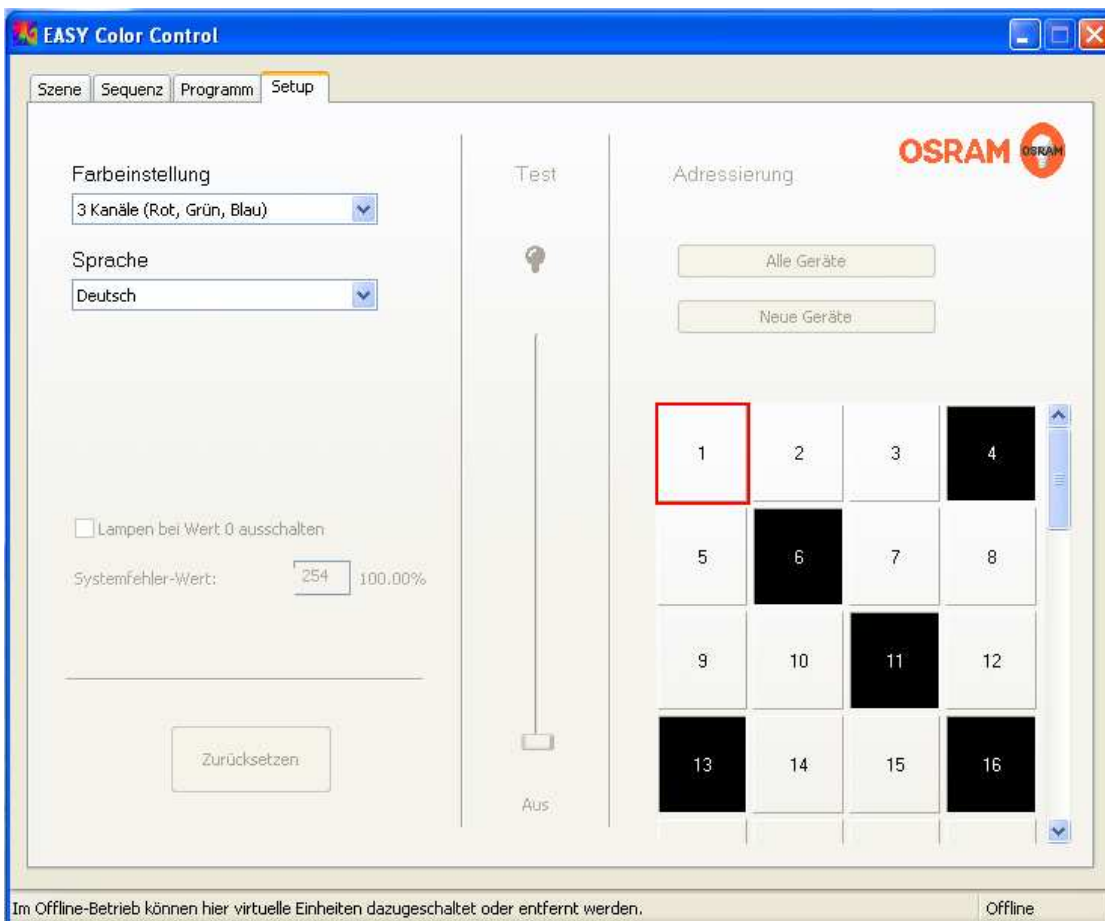 EASY Color Control
Szene Sequenz Programm Setup
OSRAM OSRAM
Farbeinstellung
3 Kanäle (Rot, Grün, Blau)
Sprache
Deutsch
Lampen bei Wert 0 ausschalten
Systemfehler-Wert: 254 100.00%
Zurücksetzen
Test
Aus
Adressierung
Alle Geräte
Neue Geräte
1 2 3 4
5 6 7 8
9 10 11 12
13 14 15 16
Im Offline-Betrieb können hier virtuelle Einheiten dazugeschaltet oder entfernt werden. Offline